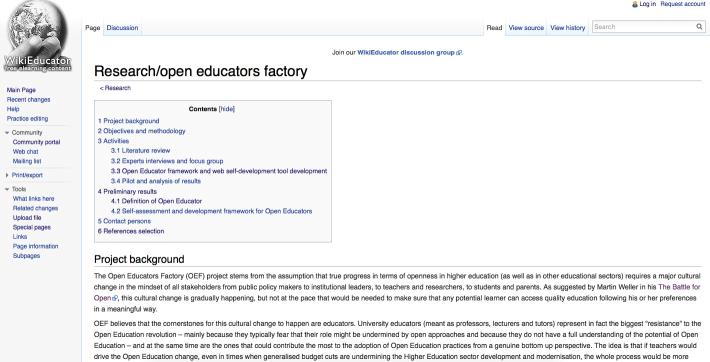 Log in Request account
Page Discussion Read View source View history Search
WikiEducator
free elearning content
Join our WikiEducator discussion group
Research/open educators factory
< Research
Main Page
Recent changes
Help
Practice editing
Community
Community portal
Web chat
Mailing list
Print/export
Tools
What links here
Related changes
Upload file
Special pages
Links
Page information
Subpages
Contents [hide]
1 Project background
2 Objectives and methodology
3 Activities
3.1 Literature review
3.2 Experts interviews and focus group
3.3 Open Educator framework and web self-development tool development
3.4 Pilot and analysis of results
4 Preliminary results
4.1 Definition of Open Educator
4.2 Self-assessment and development framework for Open Educators
5 Contact persons
6 References selection
Project background
The Open Educators Factory (OEF) project stems from the assumption that true progress in terms of openness in higher education (as well as in other educational sectors) requires a major cultural
change in the mindset of all stakeholders from public policy makers to institutional leaders, to teachers and researchers, to students and parents. As suggested by Martin Weller in his The Battle for
Open, this cultural change is gradually happening, but not at the pace that would be needed to make sure that any potential learner can access quality education following his or her preferences
in a meaningful way.
OEF believes that the cornerstones for this cultural change to happen are educators. University educators (meant as professors, lecturers and tutors) represent in fact the biggest "resistance" to the
Open Education revolution – mainly because they typically fear that their role might be undermined by open approaches and because they do not have a full understanding of the potential of Open
Education – and at the same time are the ones that could contribute the most to the adoption of Open Education practices from a genuine bottom up perspective. The idea is that if teachers would
drive the Open Education change, even in times when generalised budget cuts are undermining the Higher Education sector development and modernisation, the whole process would be more